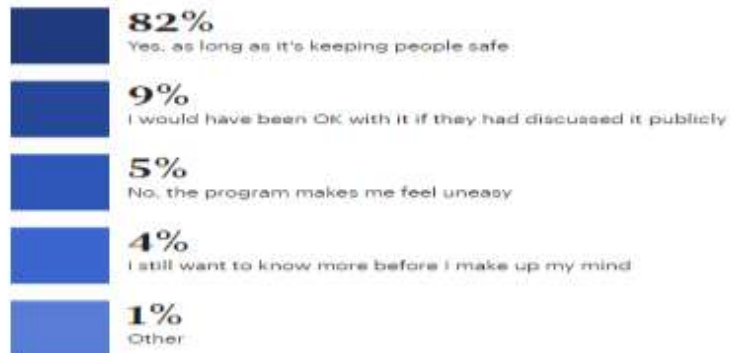 82%
Yes, as long as it's keeping people safe
9%
I would have been OK with it if they had discussed it publicly
5%
No, the program makes me feel uneasy
4%
I still want to know more before I make up my mind
1%
Other